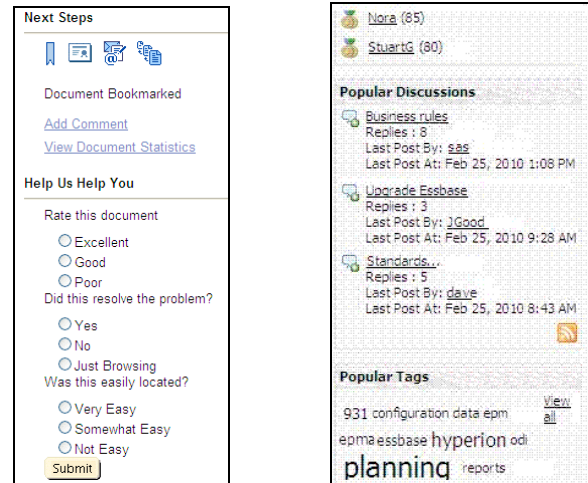 Next Steps
Document Bookmarked
Add Comment
View Document Statistics
Help Us Help You
Rate this document
Excellent
Good
Poor
Did this resolve the problem?
Yes
No
Just Browsing
Was this easily located?
Very Easy
Somewhat Easy
Not Easy
Submit
Nora (85)
StuartG (80)
Popular Discussions
Business rules
Replies : 8
Last Post By: sas
Last Post At: Feb 25, 2010 1:08 PM
Upgrade Essbase
Replies : 3
Last Post By: JGood
Last Post At: Feb 25, 2010 9:28 AM
Standards...
Replies : 5
Last Post By: dave
Last Post At: Feb 25, 2010 8:43 AM
Popular Tags
View all
931 configuration data epm
epma essbase hyperion odi
planning reports